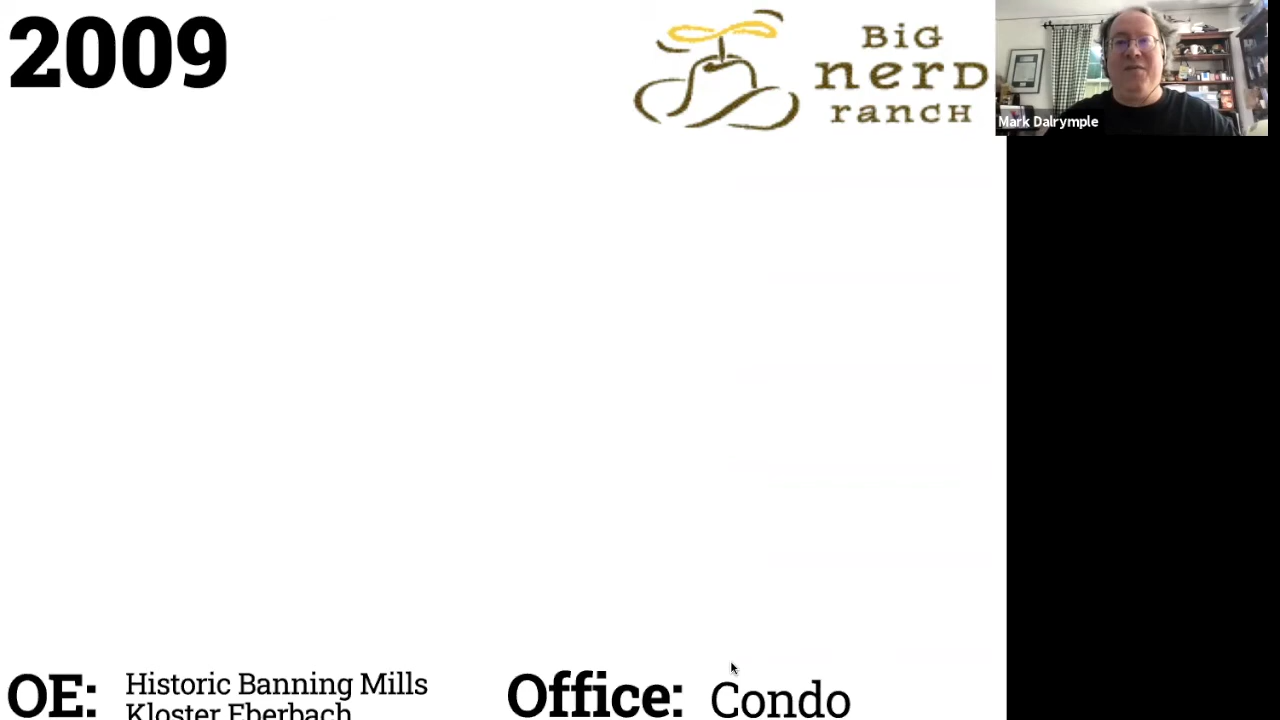 2009
BiG
nerD
rancH
Mark Dalrymple
OE:
Historic Banning Mills
Kloster Eberbach
Office: Condo